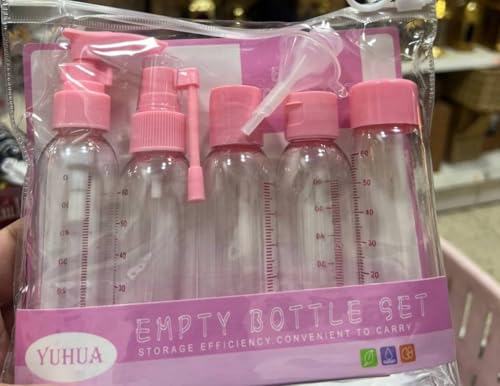 EMPTY BOTTLE SET
STORAGE EFFICIENCY.CONVENIENT TO CARRY
YUHUA